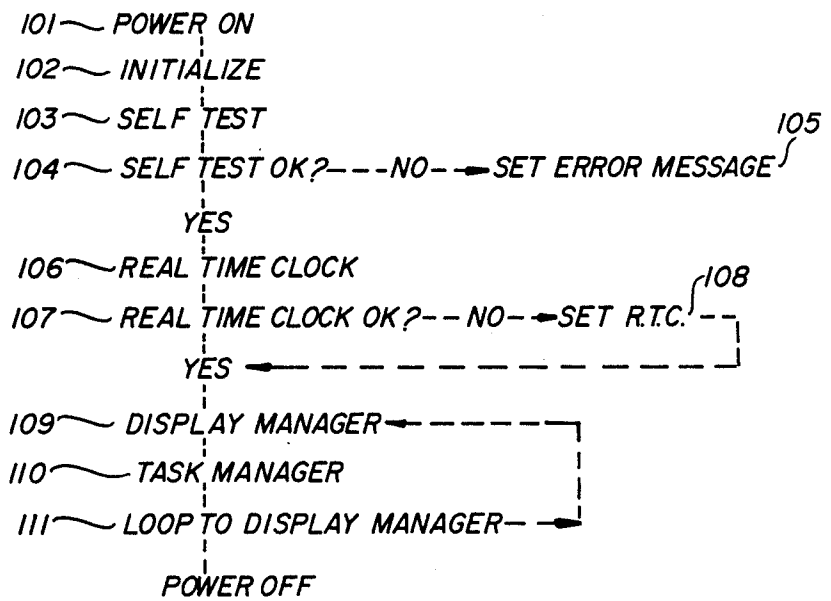 101 POWER ON
102 INITIALIZE
103 SELF TEST
104 SELF TEST OK? NO SET ERROR MESSAGE 105
YES
106 REAL TIME CLOCK
107 REAL TIME CLOCK OK? NO SET R.T.C. 108
YES
109 DISPLAY MANAGER
110 TASK MANAGER
111 LOOP TO DISPLAY MANAGER
POWER OFF